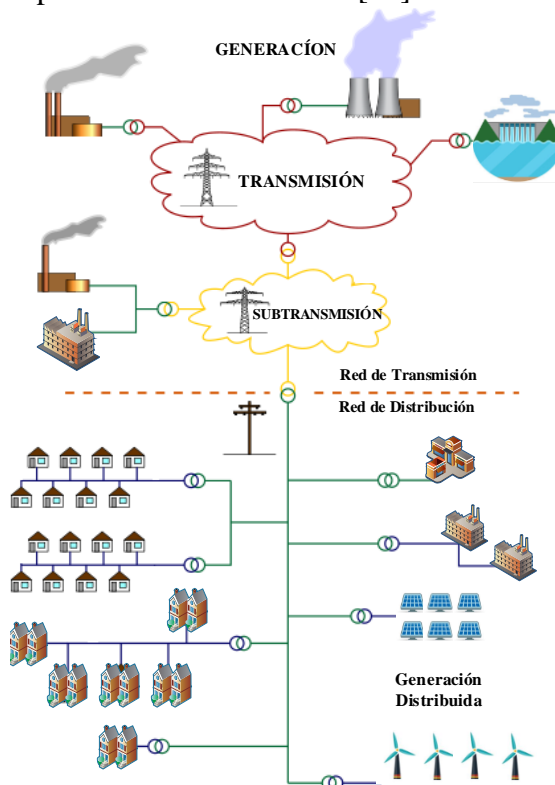 GENERACÍON
TRANSMISIÓN
SUBTRANSMISIÓN
Red de Transmisión
Red de Distribución
Generación
Distribuida